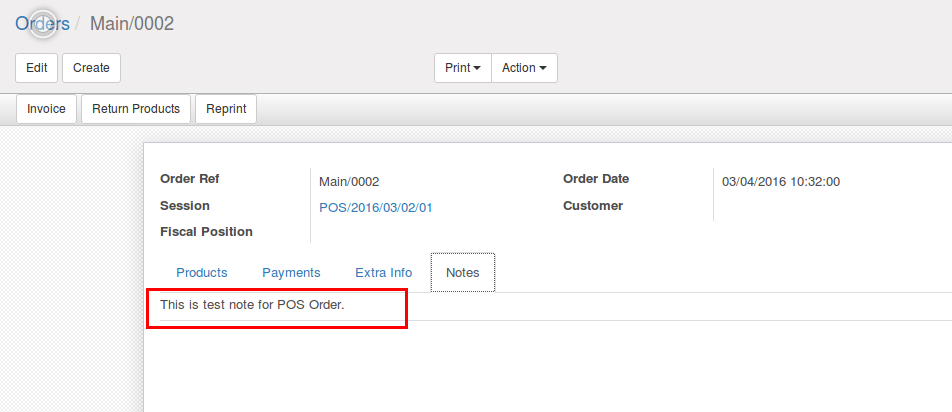 Orders / Main/0002
Edit Create Print Action
Invoice Return Products Reprint
Order Ref Main/0002 Order Date 03/04/2016 10:32:00
Session POS/2016/03/02/01 Customer
Fiscal Position
Products Payments Extra Info Notes
This is test note for POS Order.